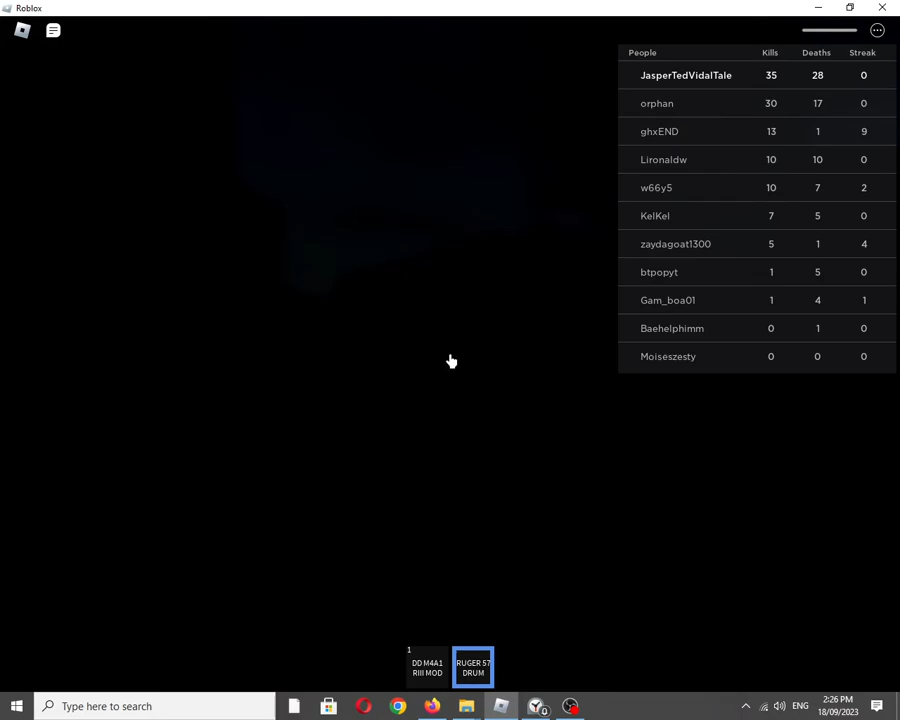 Roblox
People Kills Deaths Streak
JasperTedVidalTale 35 28 0
orphan 30 17 0
ghxEND 13 1 9
Lironaldw 10 10 0
w66y5 10 7 2
KelKel 7 5 0
zaydagoat1300 5 1 4
btpopyt 1 5 0
Gam_boa01 1 4 1
Baehelphimm 0 1 0
Moiseszesty 0 0 0
1
DD M4A1
RIII MOD
RUGER 57
DRUM
Type here to search
ENG
2:26 PM
18/09/2023